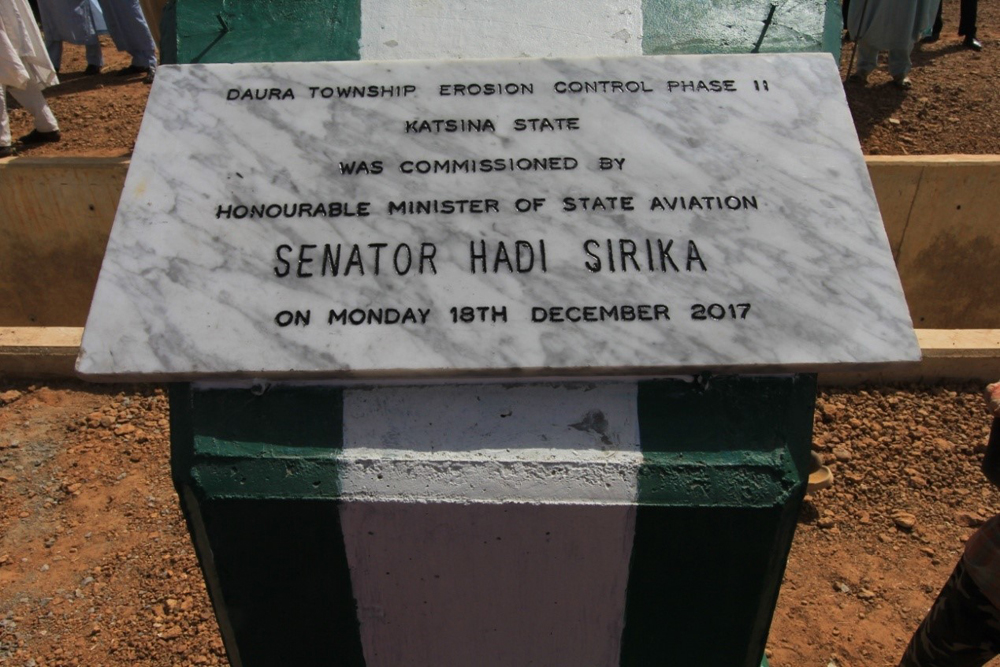 DAURA TOWNSHIP EROSION CONTROL PHASE II
KATSINA STATE
WAS COMMISSIONED BY
HONOURABLE MINISTER OF STATE AVIATION
SENATOR HADI SIRIKA
ON MONDAY 18TH DECEMBER 2017